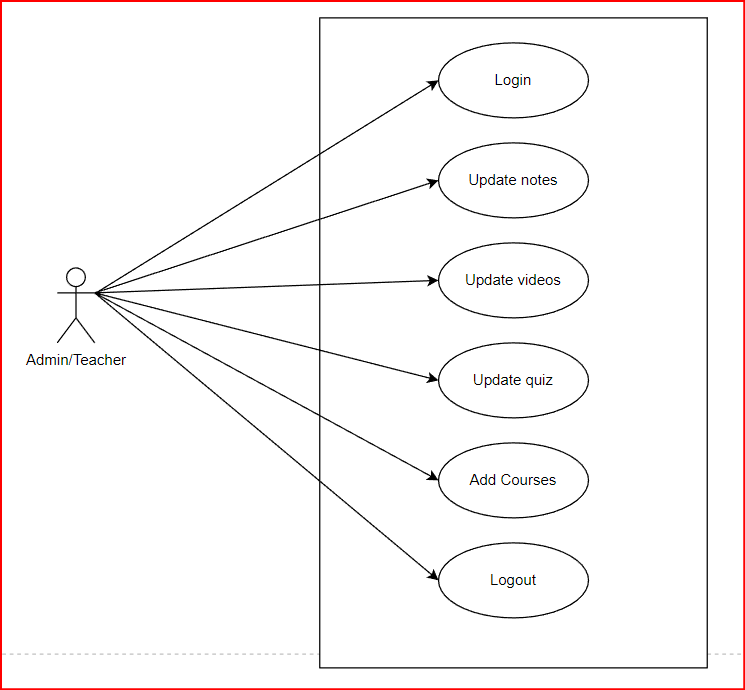 Login
Update notes
Update videos
Admin/Teacher
Update quiz
Add Courses
Logout